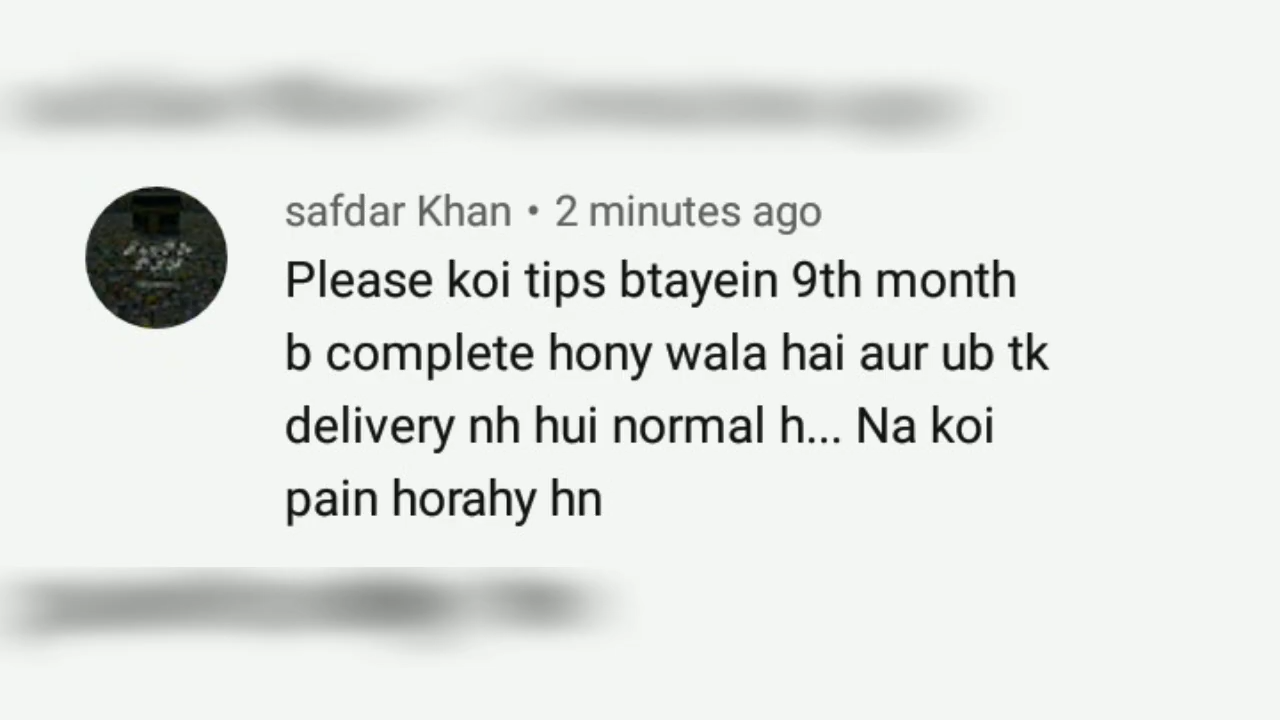 safdar Khan • 2 minutes ago
Please koi tips btayein 9th month
b complete hony wala hai aur ub tk
delivery nh hui normal h... Na koi
pain horahy hn